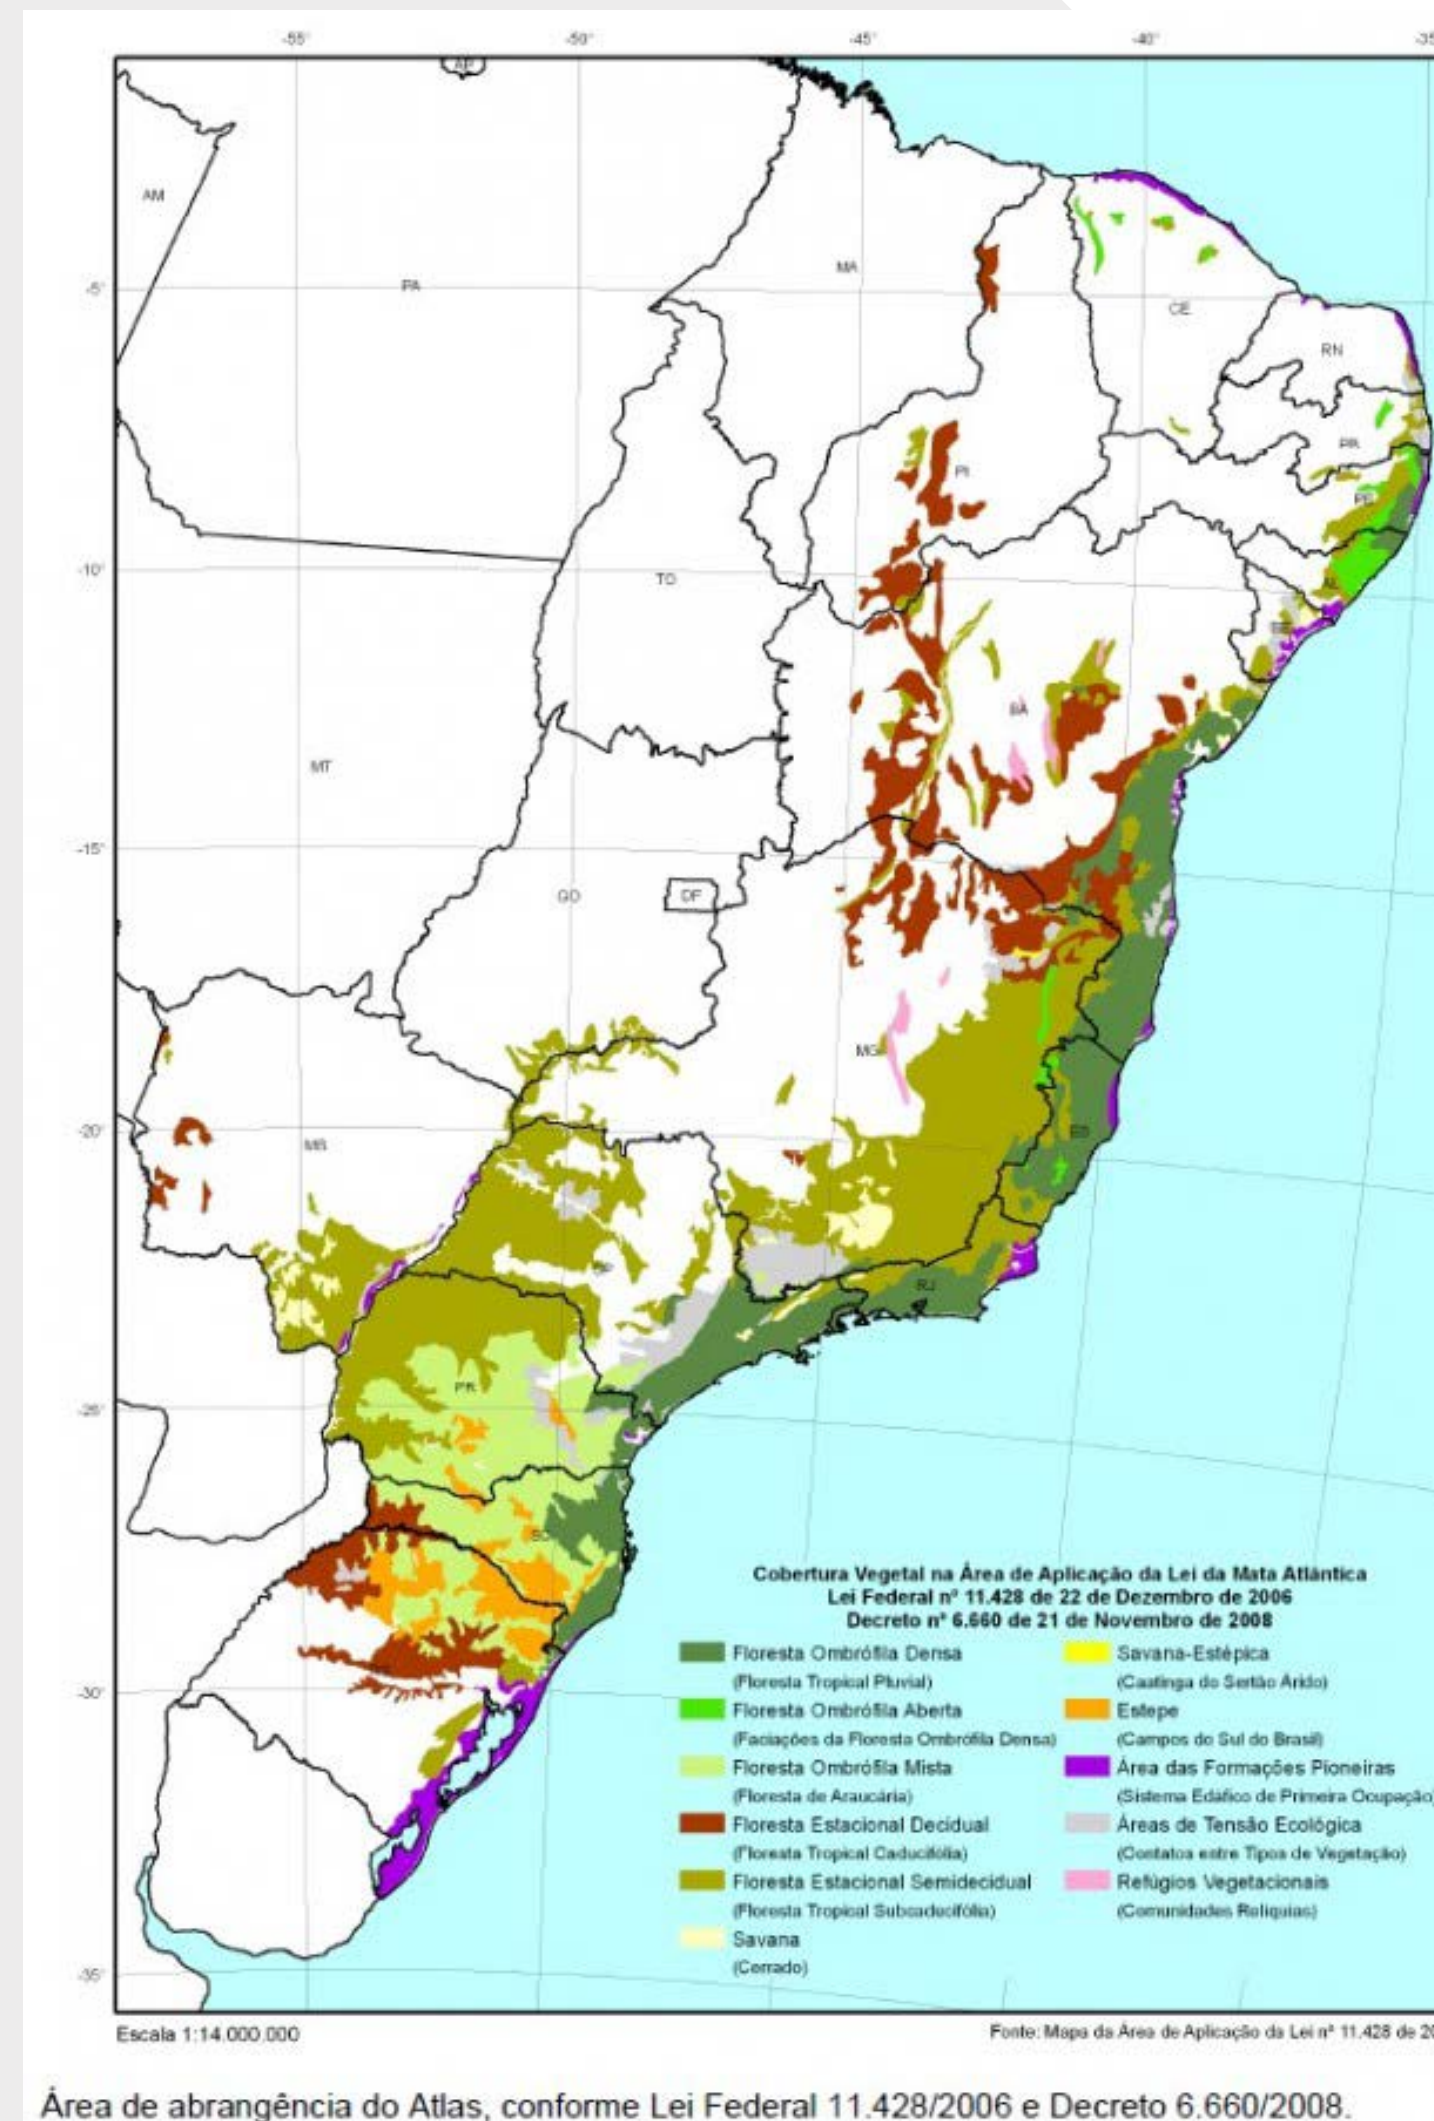 -55°
-50°
-45°
-40°
AP
AM
MA
-5°
PA
CE
RN
PB
PI
PE
-10°
TO
AL
SE
BA
MT
-15°
GO
DF
MG
-20°
MS
ES
SP
RJ
PR
-25°
SC
-30°
-35°
Cobertura Vegetal na Área de Aplicação da Lei da Mata Atlântica
Lei Federal nº 11.428 de 22 de Dezembro de 2006
Decreto nº 6.660 de 21 de Novembro de 2008
Floresta Ombrófila Densa
(Floresta Tropical Pluvial)
Floresta Ombrófila Aberta
(Faciações da Floresta Ombrófila Densa)
Floresta Ombrófila Mista
(Floresta de Araucária)
Floresta Estacional Decidual
(Floresta Tropical Caducifólia)
Floresta Estacional Semidecidual
(Floresta Tropical Subcaducifólia)
Savana
(Cerrado)
Savana-Estépica
(Caatinga do Sertão Árido)
Estepe
(Campos do Sul do Brasil)
Área das Formações Pioneiras
(Sistema Edáfico de Primeira Ocupação)
Áreas de Tensão Ecológica
(Contatos entre Tipos de Vegetação)
Refúgios Vegetacionais
(Comunidades Relíquias)
Escala 1:14.000.000
Fonte: Mapa da Área de Aplicação da Lei nº 11.428 de
Área de abrangência do Atlas, conforme Lei Federal 11.428/2006 e Decreto 6.660/2008.